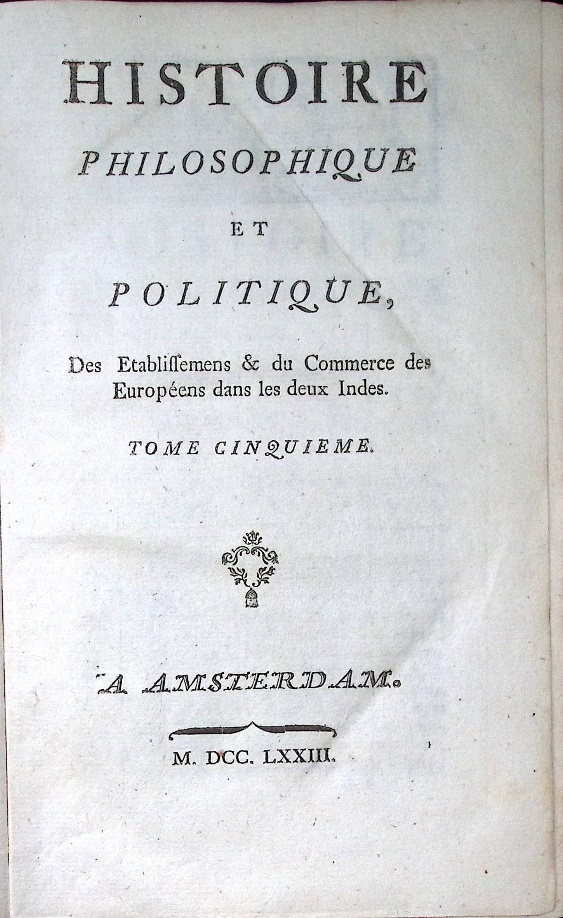 HISTOIRE
PHILOSOPHIQUE
ET
POLITIQUE,
Des Etabliſſemens & du Commerce des
Européens dans les deux Indes.
TOME CINQUIEME.
A AMSTERDAM.
M. DCC. LXXIII.